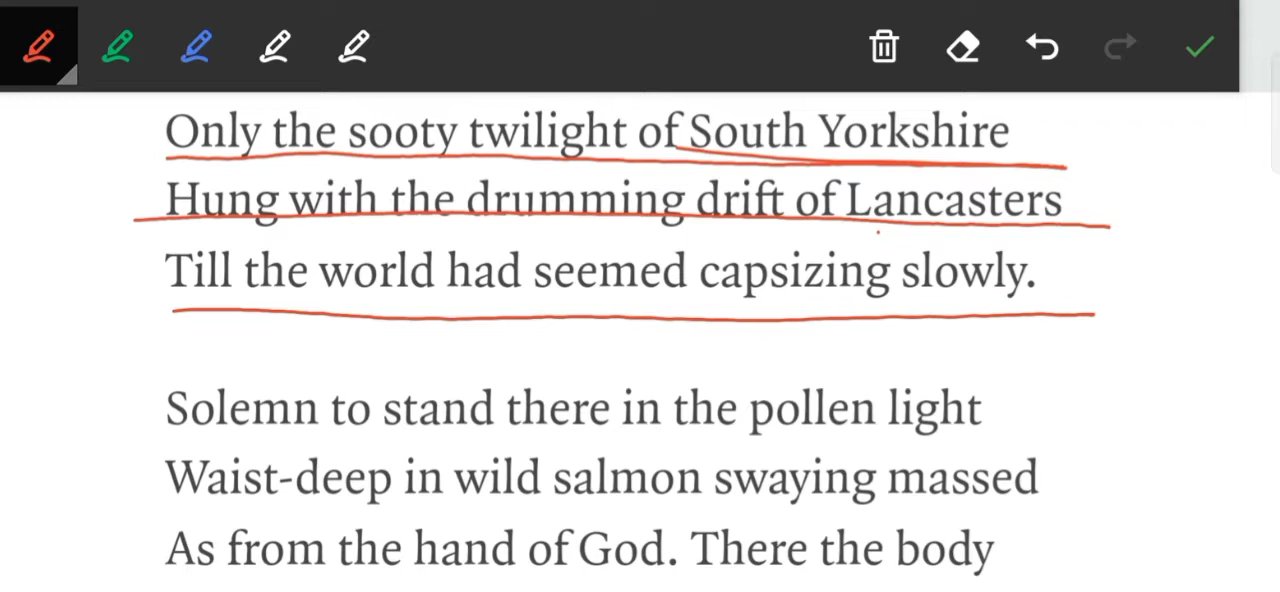 Only the sooty twilight of South Yorkshire
Hung with the drumming drift of Lancasters
Till the world had seemed capsizing slowly.
Solemn to stand there in the pollen light
Waist-deep in wild salmon swaying massed
As from the hand of God. There the body